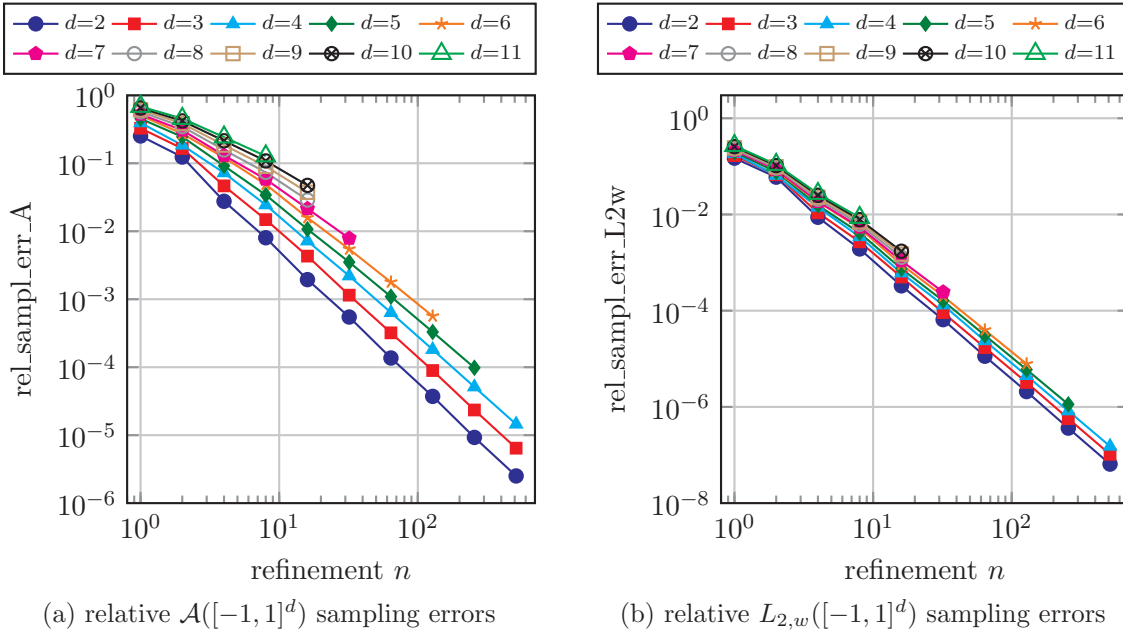 d=2 d=3 d=4 d=5 d=6
d=7 d=8 d=9 d=10 d=11
10^0
10^{-1}
10^{-2}
10^{-3}
10^{-4}
10^{-5}
10^{-6}
rel_sampl_err_A
10^0 10^1 10^2
refinement n
(a) relative 𝒜([−1, 1]^d) sampling errors
d=2 d=3 d=4 d=5 d=6
d=7 d=8 d=9 d=10 d=11
10^0
10^{-2}
10^{-4}
10^{-6}
10^{-8}
rel_sampl_err_L2w
10^0 10^1 10^2
refinement n
(b) relative L_{2,w}([−1, 1]^d) sampling errors